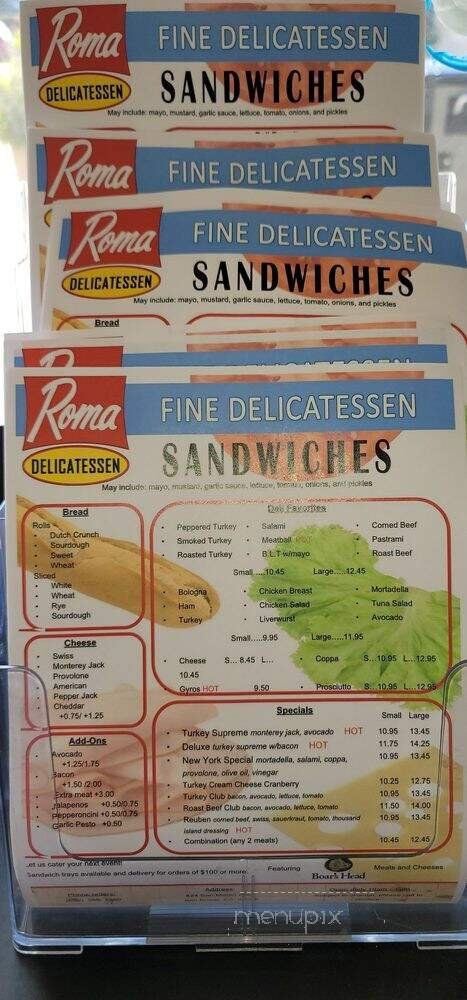 Roma
DELICATESSEN
FINE DELICATESSEN
SANDWICHES
May include: mayo, mustard, garlic sauce, lettuce, tomato, onions, and pickles
Roma
FINE DELICATESSEN
Roma
DELICATESSEN
FINE DELICATESSEN
SANDWICHES
May include: mayo, mustard, garlic sauce, lettuce, tomato, onions, and pickles
Bread
Roma
DELICATESSEN
FINE DELICATESSEN
SANDWICHES
May include: mayo, mustard, garlic sauce, lettuce, tomato, onions, and pickles
Bread
Rolls
• Dutch Crunch
• Sourdough
• Sweet
• Wheat
Sliced
• White
• Wheat
• Rye
• Sourdough
Cheese
• Swiss
• Monterey Jack
• Provolone
• American
• Pepper Jack
• Cheddar
+0.75/ +1.25
Add-Ons
Avocado
+1.25/1.75
Bacon
+1.50 /2.00
Extra meat +3.00
Jalapenos +0.50/0.75
Pepperoncini +0.50/0.75
Garlic Pesto +0.50
Deli Favorites
• Peppered Turkey • Salami • Corned Beef
• Smoked Turkey • Meatball HOT • Pastrami
• Roasted Turkey • B.L.T w/mayo • Roast Beef
Small.....10.45 Large....12.45
• Bologna • Chicken Breast • Mortadella
• Ham • Chicken Salad • Tuna Salad
• Turkey • Liverwurst • Avocado
Small.....9.95 Large....11.95
• Cheese S... 8.45 L... • Coppa S...10.95 L...12.95
10.45
• Gyros HOT 9.50 • Prosciutto S...10.95 L...12.95
Specials
Small Large
• Turkey Supreme monterey jack, avocado HOT 10.95 13.45
• Deluxe turkey supreme w/bacon HOT 11.75 14.25
• New York Special mortadella, salami, coppa, 10.95 13.45
provolone, olive oil, vinegar
• Turkey Cream Cheese Cranberry 10.25 12.75
• Turkey Club bacon, avocado, lettuce, tomato 10.95 13.45
• Roast Beef Club bacon, avocado, lettuce, tomato 11.50 14.00
• Reuben corned beef, swiss, sauerkraut, tomato, thousand 10.95 13.45
island dressing HOT
• Combination (any 2 meats) 10.45 12.45
Let us cater your next event!
Sandwich trays available and delivery for orders of $100 or more.
Featuring Boar's Head Meats and Cheeses
Address
menupix